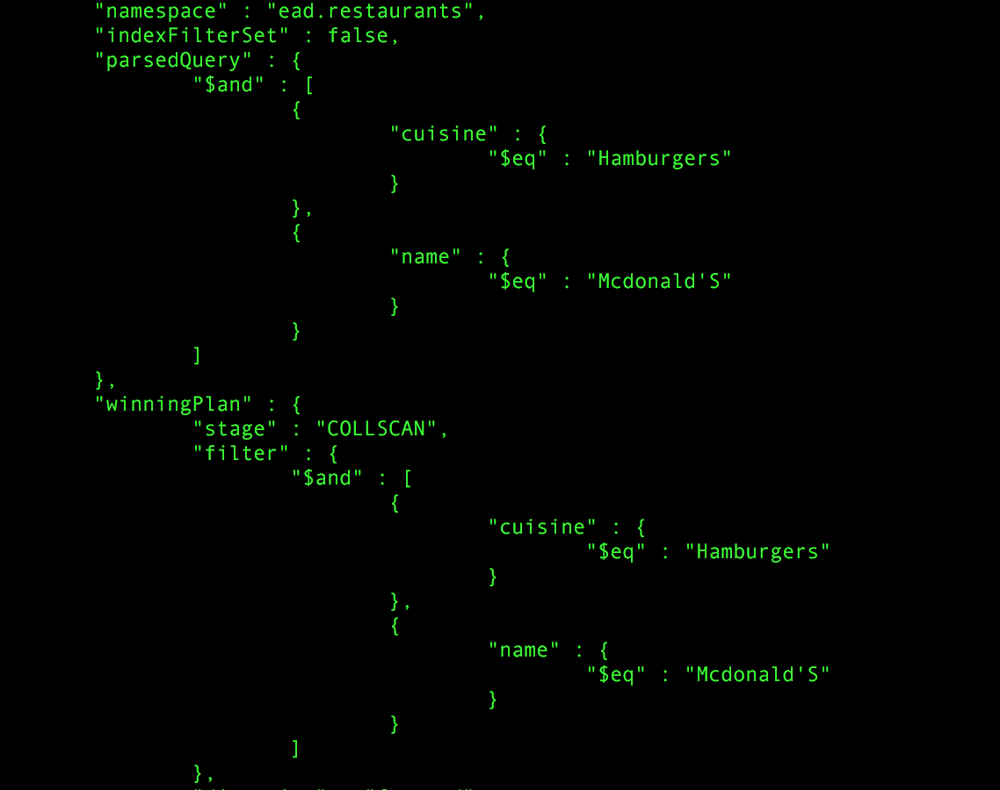 "namespace" : "ead.restaurants",
"indexFilterSet" : false,
"parsedQuery" : {
"$and" : [
{
"cuisine" : {
"$eq" : "Hamburgers"
}
},
{
"name" : {
"$eq" : "Mcdonald'S"
}
}
]
},
"winningPlan" : {
"stage" : "COLLSCAN",
"filter" : {
"$and" : [
{
"cuisine" : {
"$eq" : "Hamburgers"
}
},
{
"name" : {
"$eq" : "Mcdonald'S"
}
}
]
},